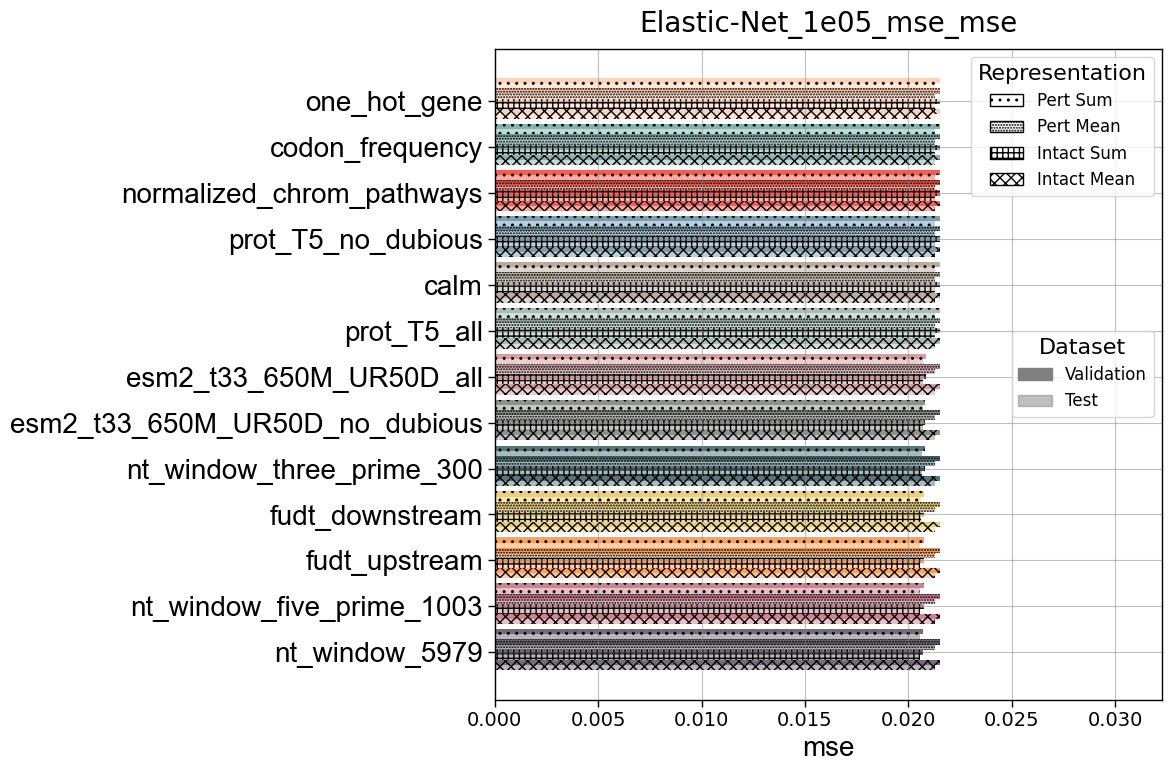 Elastic-Net_1e05_mse_mse
one_hot_gene
codon_frequency
normalized_chrom_pathways
prot_T5_no_dubious
calm
prot_T5_all
esm2_t33_650M_UR50D_all
esm2_t33_650M_UR50D_no_dubious
nt_window_three_prime_300
fudt_downstream
fudt_upstream
nt_window_five_prime_1003
nt_window_5979
Representation
Pert Sum
Pert Mean
Intact Sum
Intact Mean
Dataset
Validation
Test
0.000 0.005 0.010 0.015 0.020 0.025 0.030
mse